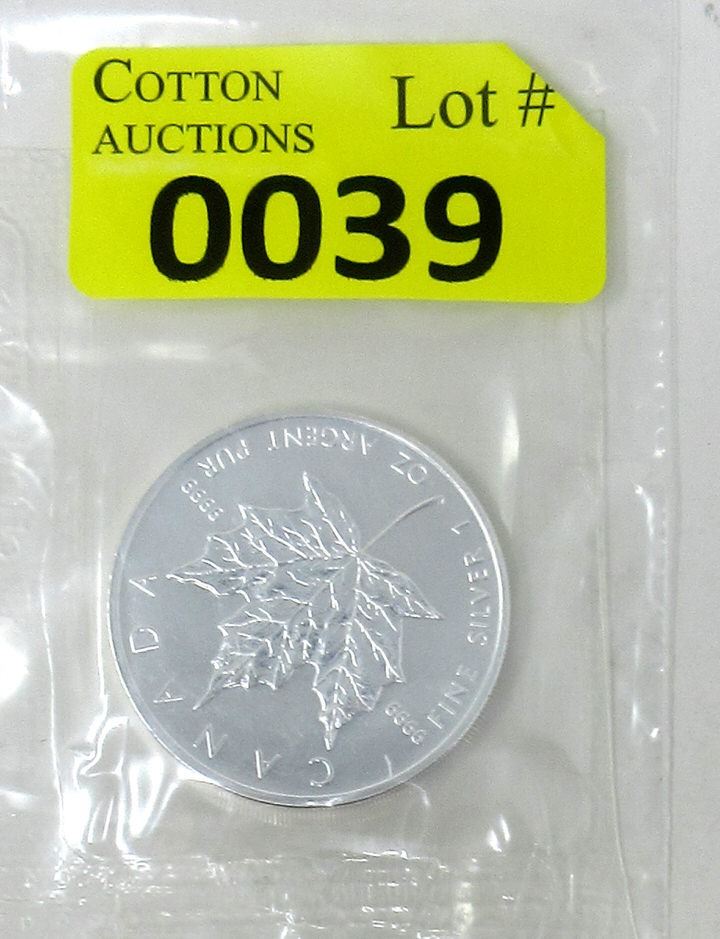 COTTON
AUCTIONS
Lot #
0039
CANADA
9999
FINE SILVER 1 OZ ARGENT PUR
9999